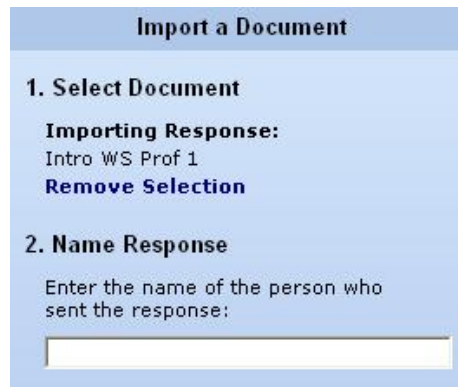 Import a Document
1. Select Document
Importing Response:
Intro WS Prof 1
Remove Selection
2. Name Response
Enter the name of the person who
sent the response: